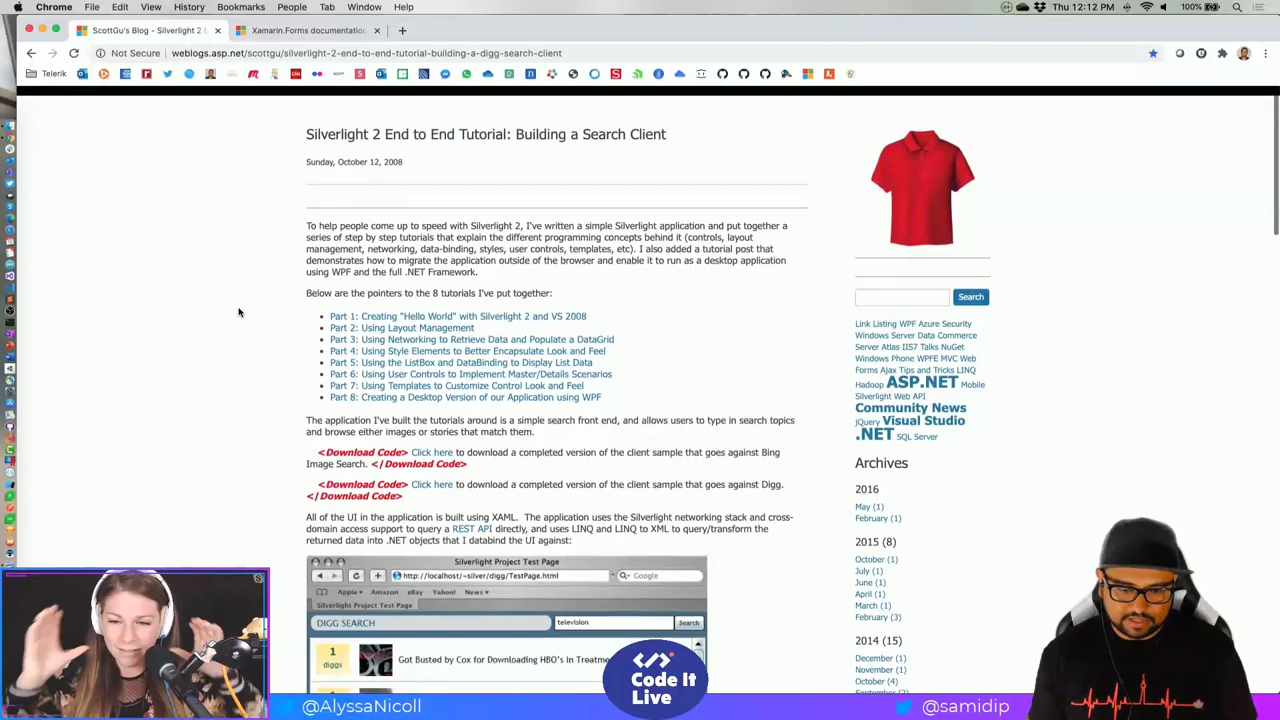 Chrome File Edit View History Bookmarks People Tab Window Help
100% Thu 12:12 PM
ScottGu's Blog - Silverlight 2 E
Xamarin.Forms documentation
Not Secure weblogs.asp.net/scottgu/silverlight-2-end-to-end-tutorial-building-a-digg-search-client
Telerik
Silverlight 2 End to End Tutorial: Building a Search Client
Sunday, October 12, 2008
To help people come up to speed with Silverlight 2, I've written a simple Silverlight application and put together a
series of step by step tutorials that explain the different programming concepts behind it (controls, layout
management, networking, data-binding, styles, user controls, templates, etc). I also added a tutorial post that
demonstrates how to migrate the application outside of the browser and enable it to run as a desktop application
using WPF and the full .NET Framework.
Below are the pointers to the 8 tutorials I've put together:
Part 1: Creating "Hello World" with Silverlight 2 and VS 2008
Part 2: Using Layout Management
Part 3: Using Networking to Retrieve Data and Populate a DataGrid
Part 4: Using Style Elements to Better Encapsulate Look and Feel
Part 5: Using the ListBox and DataBinding to Display List Data
Part 6: Using User Controls to Implement Master/Details Scenarios
Part 7: Using Templates to Customize Control Look and Feel
Part 8: Creating a Desktop Version of our Application using WPF
The application I've built the tutorials around is a simple search front end, and allows users to type in search topics
and browse either images or stories that match them.
<Download Code> Click here to download a completed version of the client sample that goes against Bing
Image Search. </Download Code>
<Download Code> Click here to download a completed version of the client sample that goes against Digg.
</Download Code>
All of the UI in the application is built using XAML. The application uses the Silverlight networking stack and cross-
domain access support to query a REST API directly, and uses LINQ and LINQ to XML to query/transform the
returned data into .NET objects that I databind the UI against:
Silverlight Project Test Page
http://localhost/~silver/digg/TestPage.html
Google
Apple Amazon eBay Yahoo! News
Silverlight Project Test Page
DIGG SEARCH
television
Search
1
diggs
Got Busted by Cox for Downloading HBO's In Treatme
Search
Link Listing WPF Azure Security
Windows Server Data Commerce
Server Atlas IIS7 Talks NuGet
Windows Phone WPFE MVC Web
Forms Ajax Tips and Tricks LINQ
Hadoop ASP.NET Mobile
Silverlight Web API
Community News
jQuery Visual Studio
.NET SQL Server
Archives
2016
May (1)
February (1)
2015 (8)
October (1)
July (1)
June (1)
April (1)
March (1)
February (3)
2014 (15)
December (1)
November (1)
October (4)
September (2)
Code It
Live
@AlyssaNicoll
@samidip